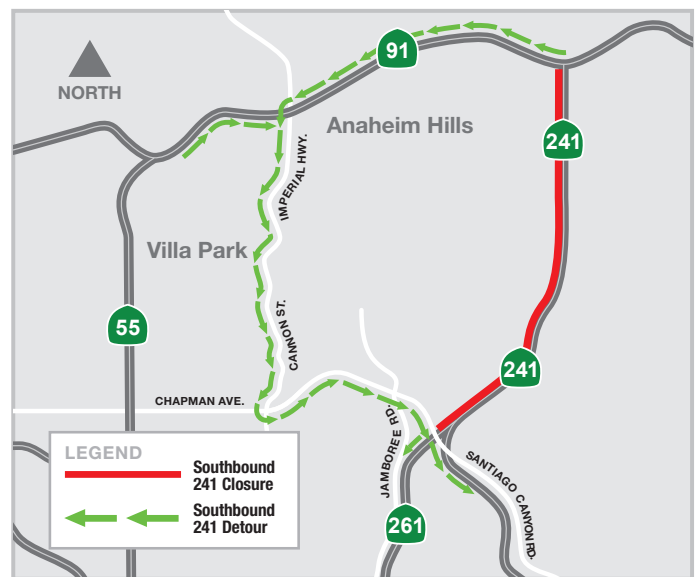 91
NORTH
Anaheim Hills
241
IMPERIAL HWY.
Villa Park
55
CANNON ST.
241
CHAPMAN AVE.
JAMBOREE RD.
SANTIAGO CANYON RD.
261
LEGEND
Southbound
241 Closure
Southbound
241 Detour